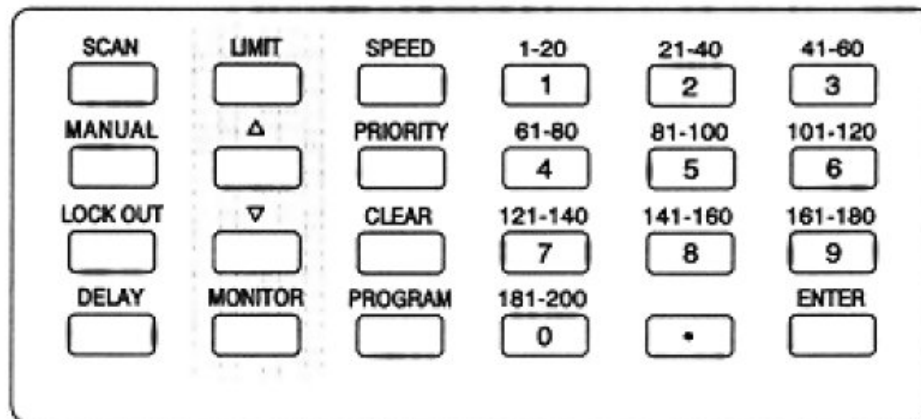 SCAN LIMIT SPEED 1-20 21-40 41-60
1 2 3
MANUAL △ PRIORITY 61-80 81-100 101-120
4 5 6
LOCK OUT ▽ CLEAR 121-140 141-160 161-180
7 8 9
DELAY MONITOR PROGRAM 181-200 ENTER
0 •